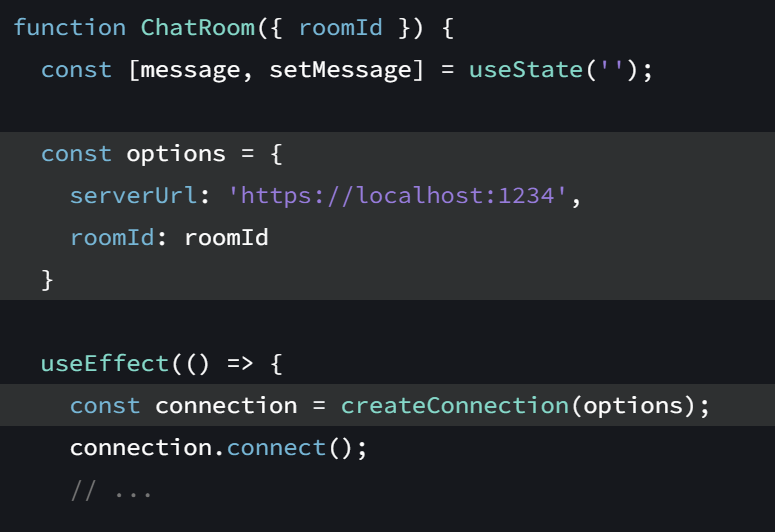 function ChatRoom({ roomId }) {
  const [message, setMessage] = useState('');
  const options = {
    serverUrl: 'https://localhost:1234',
    roomId: roomId
  }
  useEffect(() => {
    const connection = createConnection(options);
    connection.connect();
    // ...